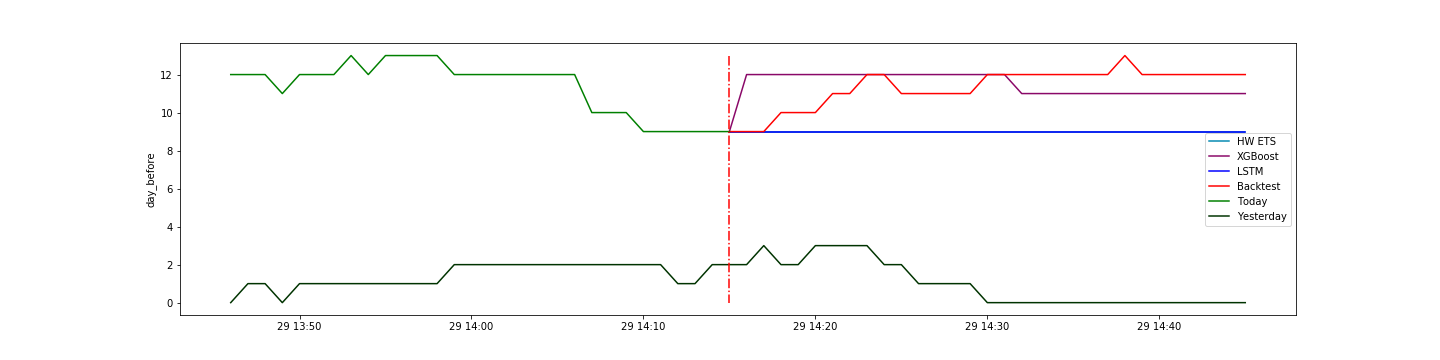 12
10
8
6
4
2
0
day_before
29 13:50
29 14:00
29 14:10
29 14:20
29 14:30
29 14:40
HW ETS
XGBoost
LSTM
Backtest
Today
Yesterday